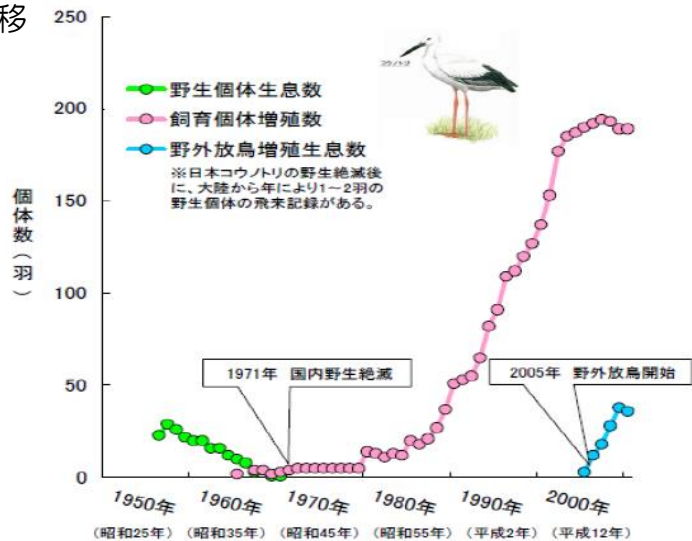 移
250
200
150
100
50
0
個体数(羽)
コウノトリ
野生個体生息数
飼育個体増殖数
野外放鳥増殖生息数
※日本コウノトリの野生絶滅後
に、大陸から年により1~2羽の
野生個体の飛来記録がある。
1971年 国内野生絶滅
2005年 野外放鳥開始
1950年 1960年 1970年 1980年 1990年 2000年
(昭和25年) (昭和35年) (昭和45年) (昭和55年) (平成2年) (平成12年)